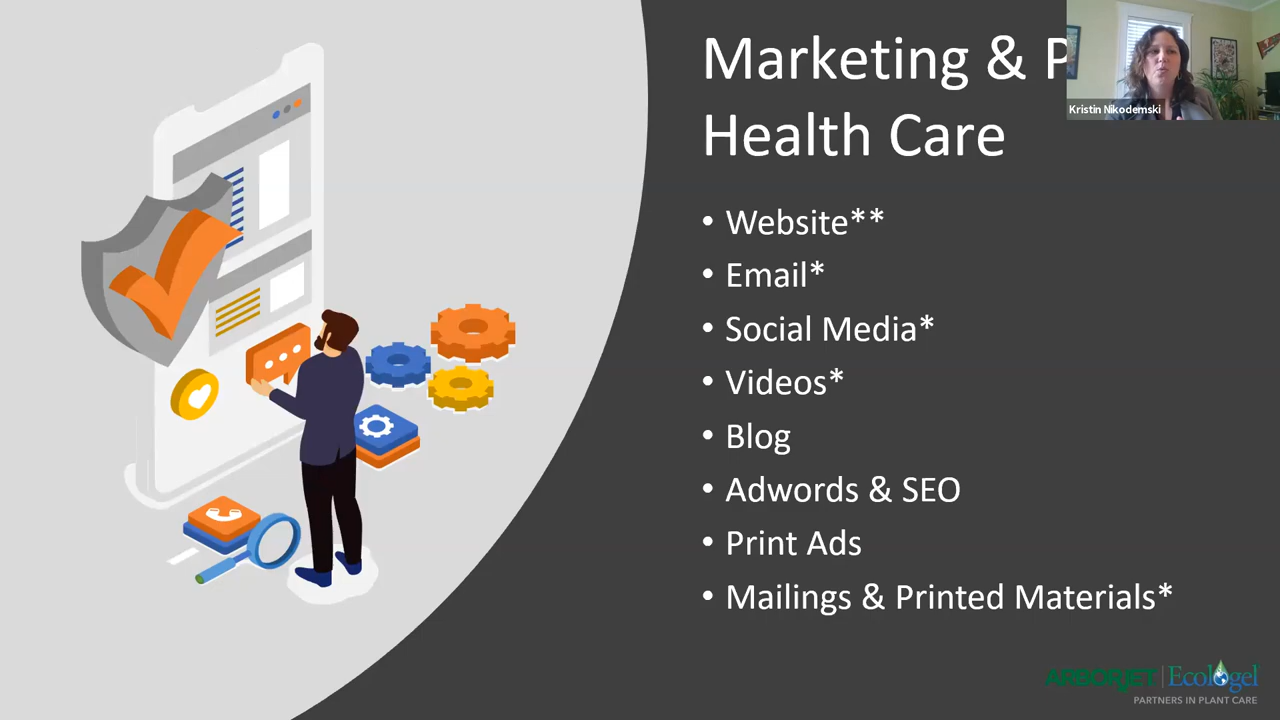 Marketing & P
Health Care
Kristin Nikodemski
• Website**
• Email*
• Social Media*
• Videos*
• Blog
• Adwords & SEO
• Print Ads
• Mailings & Printed Materials*
ARBORJET | Ecologel
PARTNERS IN PLANT CARE